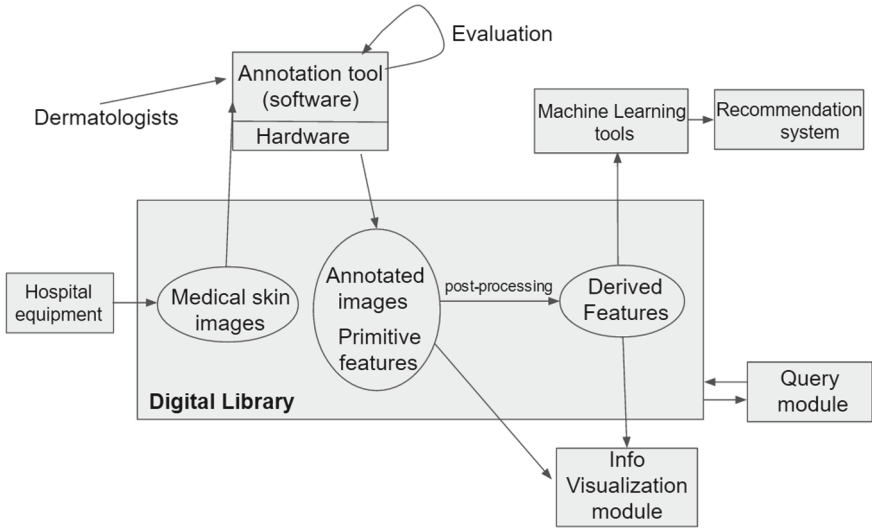 Evaluation
Annotation tool
(software)
Hardware
Dermatologists
Machine Learning
tools
Recommendation
system
Hospital
equipment
Medical skin
images
Annotated
images
Primitive
features
post-processing
Derived
Features
Digital Library
Query
module
Info
Visualization
module